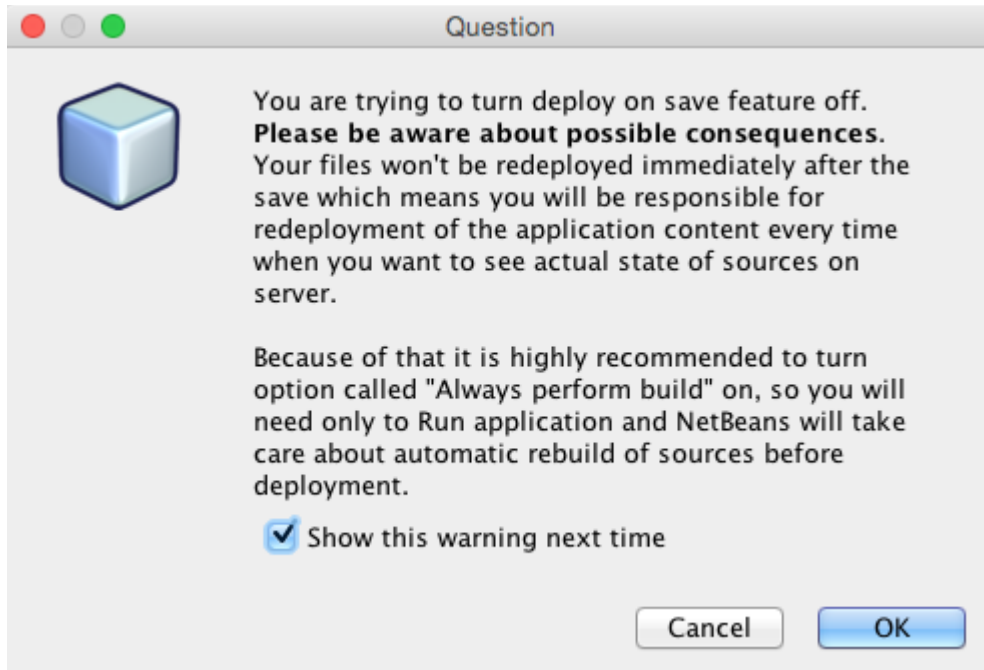 Question
You are trying to turn deploy on save feature off.
Please be aware about possible consequences.
Your files won't be redeployed immediately after the
save which means you will be responsible for
redeployment of the application content every time
when you want to see actual state of sources on
server.
Because of that it is highly recommended to turn
option called "Always perform build" on, so you will
need only to Run application and NetBeans will take
care about automatic rebuild of sources before
deployment.
Show this warning next time
Cancel
OK